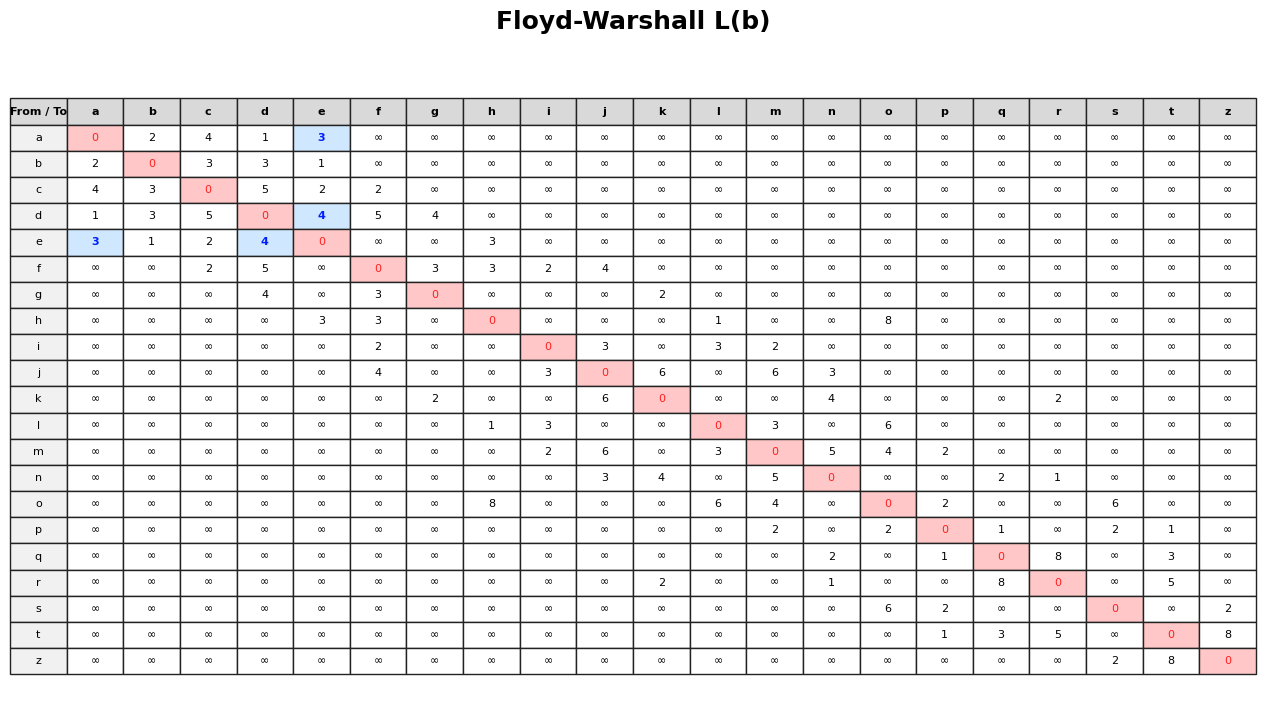 Floyd-Warshall L(b)
From / To a b c d e f g h i j k l m n o p q r s t z
a 0 2 4 1 3 ∞ ∞ ∞ ∞ ∞ ∞ ∞ ∞ ∞ ∞ ∞ ∞ ∞ ∞ ∞ ∞
b 2 0 3 3 1 ∞ ∞ ∞ ∞ ∞ ∞ ∞ ∞ ∞ ∞ ∞ ∞ ∞ ∞ ∞ ∞
c 4 3 0 5 2 2 ∞ ∞ ∞ ∞ ∞ ∞ ∞ ∞ ∞ ∞ ∞ ∞ ∞ ∞ ∞
d 1 3 5 0 4 5 4 ∞ ∞ ∞ ∞ ∞ ∞ ∞ ∞ ∞ ∞ ∞ ∞ ∞ ∞
e 3 1 2 4 0 ∞ ∞ 3 ∞ ∞ ∞ ∞ ∞ ∞ ∞ ∞ ∞ ∞ ∞ ∞ ∞
f ∞ ∞ 2 5 ∞ 0 3 3 2 4 ∞ ∞ ∞ ∞ ∞ ∞ ∞ ∞ ∞ ∞ ∞
g ∞ ∞ ∞ 4 ∞ 3 0 ∞ ∞ ∞ 2 ∞ ∞ ∞ ∞ ∞ ∞ ∞ ∞ ∞ ∞
h ∞ ∞ ∞ ∞ 3 3 ∞ 0 ∞ ∞ ∞ 1 ∞ ∞ 8 ∞ ∞ ∞ ∞ ∞ ∞
i ∞ ∞ ∞ ∞ ∞ 2 ∞ ∞ 0 3 ∞ 3 2 ∞ ∞ ∞ ∞ ∞ ∞ ∞ ∞
j ∞ ∞ ∞ ∞ ∞ 4 ∞ ∞ 3 0 6 ∞ 6 3 ∞ ∞ ∞ ∞ ∞ ∞ ∞
k ∞ ∞ ∞ ∞ ∞ ∞ 2 ∞ ∞ 6 0 ∞ ∞ 4 ∞ ∞ ∞ 2 ∞ ∞ ∞
l ∞ ∞ ∞ ∞ ∞ ∞ ∞ 1 3 ∞ ∞ 0 3 ∞ 6 ∞ ∞ ∞ ∞ ∞ ∞
m ∞ ∞ ∞ ∞ ∞ ∞ ∞ ∞ 2 6 ∞ 3 0 5 4 2 ∞ ∞ ∞ ∞ ∞
n ∞ ∞ ∞ ∞ ∞ ∞ ∞ ∞ ∞ 3 4 ∞ 5 0 ∞ ∞ 2 1 ∞ ∞ ∞
o ∞ ∞ ∞ ∞ ∞ ∞ ∞ 8 ∞ ∞ ∞ 6 4 ∞ 0 2 ∞ ∞ 6 ∞ ∞
p ∞ ∞ ∞ ∞ ∞ ∞ ∞ ∞ ∞ ∞ ∞ ∞ 2 ∞ 2 0 1 ∞ 2 1 ∞
q ∞ ∞ ∞ ∞ ∞ ∞ ∞ ∞ ∞ ∞ ∞ ∞ ∞ 2 ∞ 1 0 8 ∞ 3 ∞
r ∞ ∞ ∞ ∞ ∞ ∞ ∞ ∞ ∞ ∞ 2 ∞ ∞ 1 ∞ ∞ 8 0 ∞ 5 ∞
s ∞ ∞ ∞ ∞ ∞ ∞ ∞ ∞ ∞ ∞ ∞ ∞ ∞ ∞ 6 2 ∞ ∞ 0 ∞ 2
t ∞ ∞ ∞ ∞ ∞ ∞ ∞ ∞ ∞ ∞ ∞ ∞ ∞ ∞ ∞ 1 3 5 ∞ 0 8
z ∞ ∞ ∞ ∞ ∞ ∞ ∞ ∞ ∞ ∞ ∞ ∞ ∞ ∞ ∞ ∞ ∞ ∞ 2 8 0